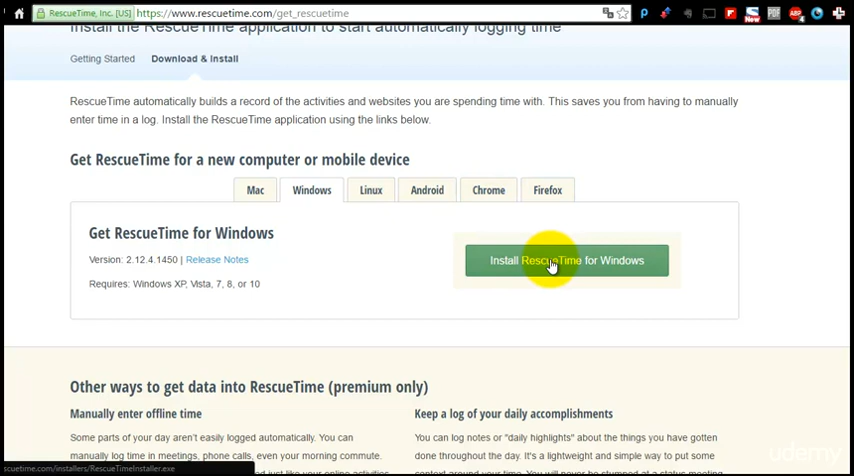 RescueTime, Inc. [US] https://www.rescuetime.com/get_rescuetime
P New PDF ABP 4
Install the RescueTime application to start automatically logging time
Getting Started Download & Install
RescueTime automatically builds a record of the activities and websites you are spending time with. This saves you from having to manually
enter time in a log. Install the RescueTime application using the links below.
Get RescueTime for a new computer or mobile device
Mac Windows Linux Android Chrome Firefox
Get RescueTime for Windows
Version: 2.12.4.1450 | Release Notes
Install RescueTime for Windows
Requires: Windows XP, Vista, 7, 8, or 10
Other ways to get data into RescueTime (premium only)
Manually enter offline time
Keep a log of your daily accomplishments
Some parts of your day aren't easily logged automatically. You can
You can log notes or "daily highlights" about the things you have gotten
manually log time in meetings, phone calls, even your morning commute.
done throughout the day. It's a lightweight and simple way to put some
scuetime.com/installers/RescueTimeInstaller.exe
udemy